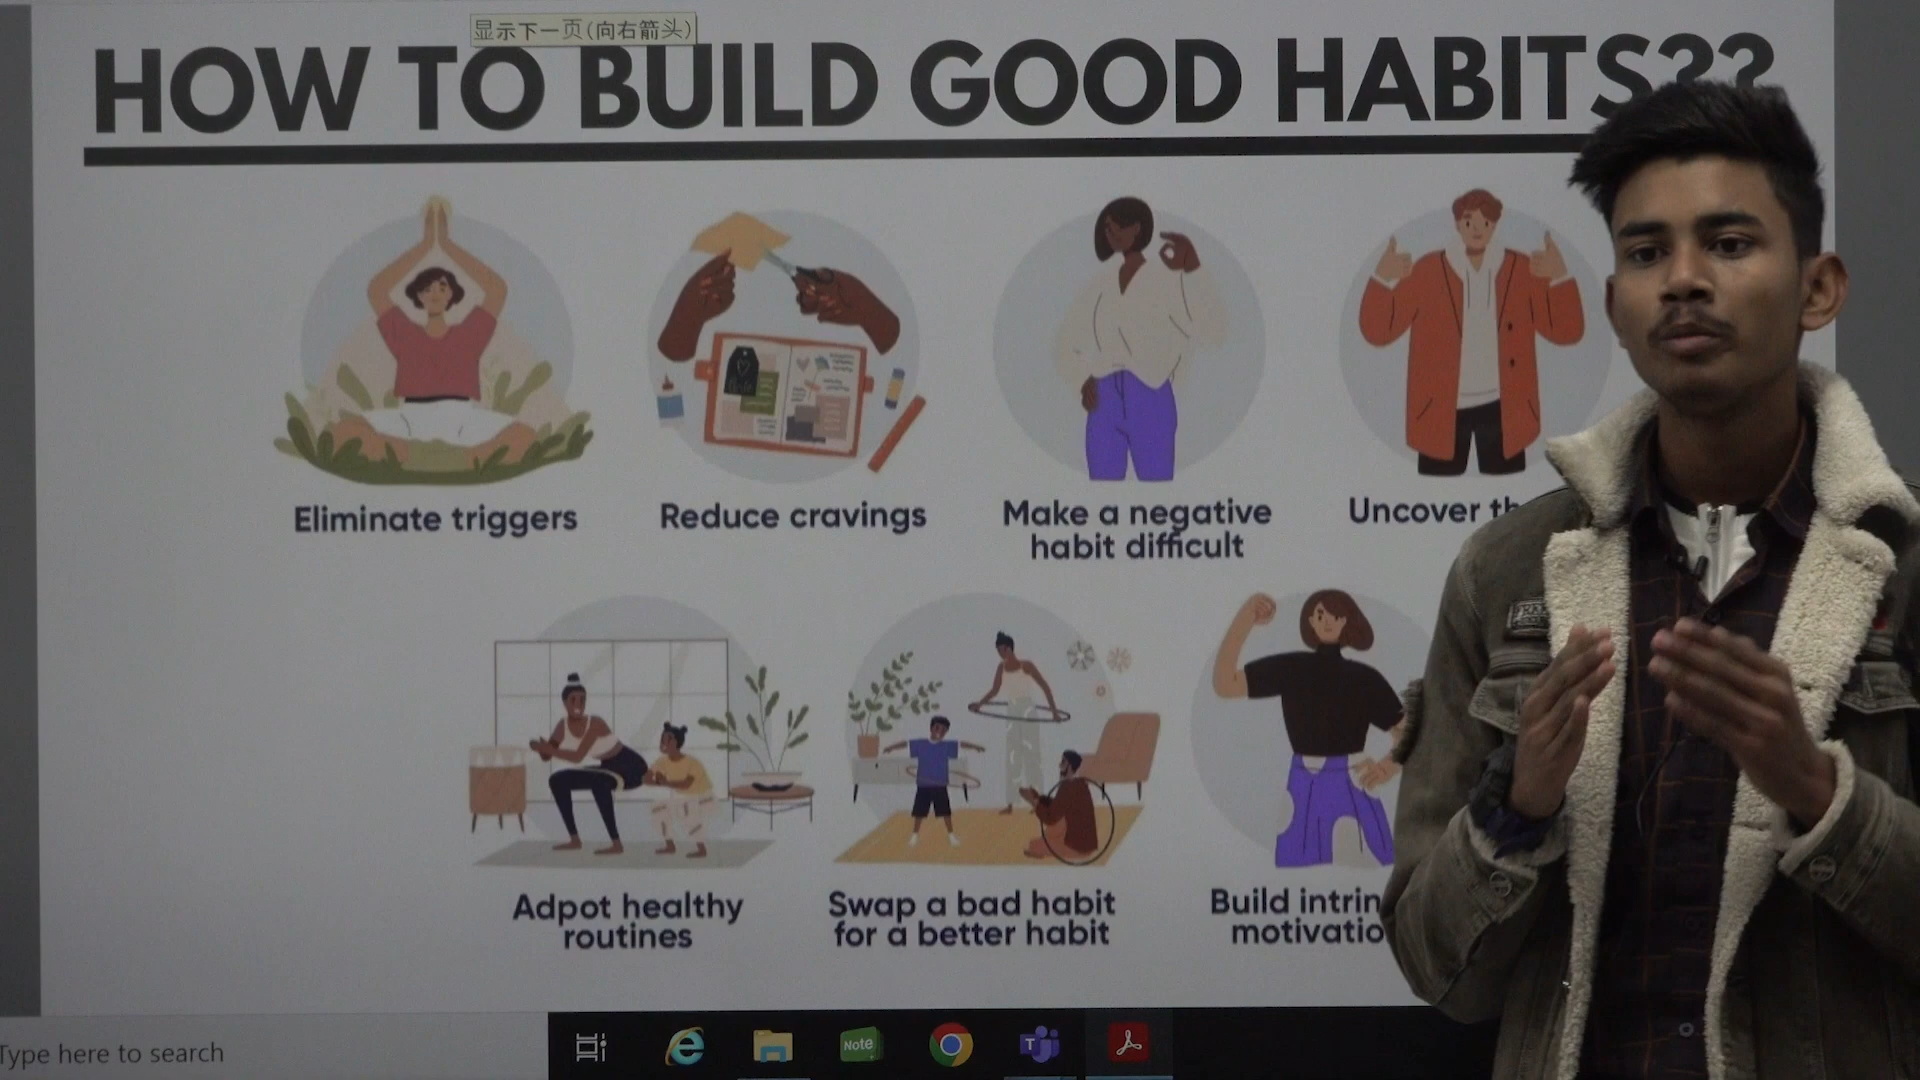 显示下一页(向右箭头)
HOW TO BUILD GOOD HABITS??
Eliminate triggers
Reduce cravings
Make a negative
habit difficult
Uncover
Adpot healthy
routines
Swap a bad habit
for a better habit
Build
Type here to search
Note